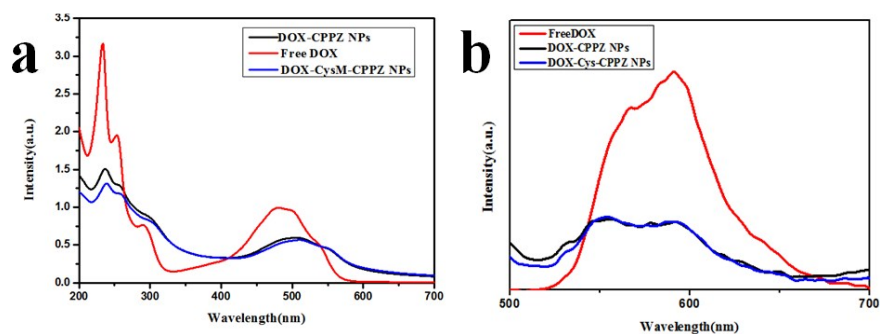 a
3.5
3.0
2.5
2.0
1.5
1.0
0.5
0.0
Intensity(a.u.)
200
300
400
500
600
700
Wavelength(nm)
DOX-CPPZ NPs
Free DOX
DOX-CysM-CPPZ NPs
b
Intensity(a.u.)
500
600
700
Wavelength(nm)
FreeDOX
DOX-CPPZ NPs
DOX-Cys-CPPZ NPs